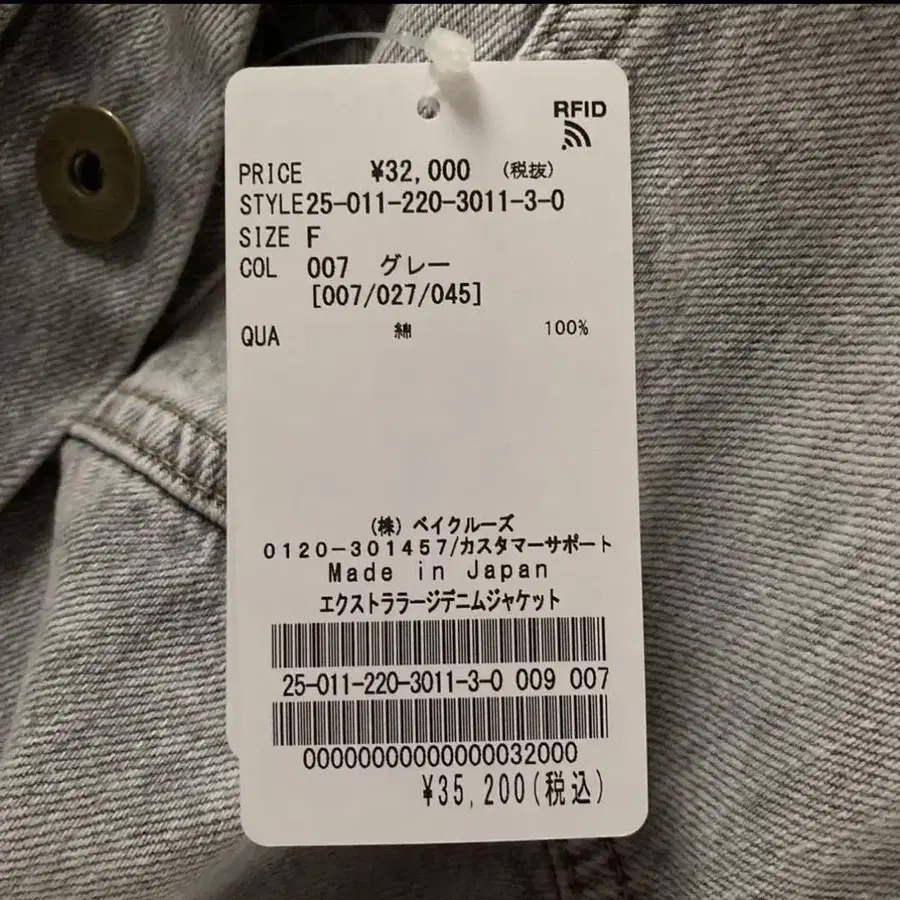 RFID
PRICE ¥32,000 (税抜)
STYLE25-011-220-3011-3-0
SIZE F
COL 007 グレー
[007/027/045]
QUA 綿 100%
(株) ベイクルーズ
0120-301457/カスタマーサポート
Made in Japan
エクストララージデニムジャケット
25-011-220-3011-3-0 009 007
00000000000000032000
¥35,200(税込)